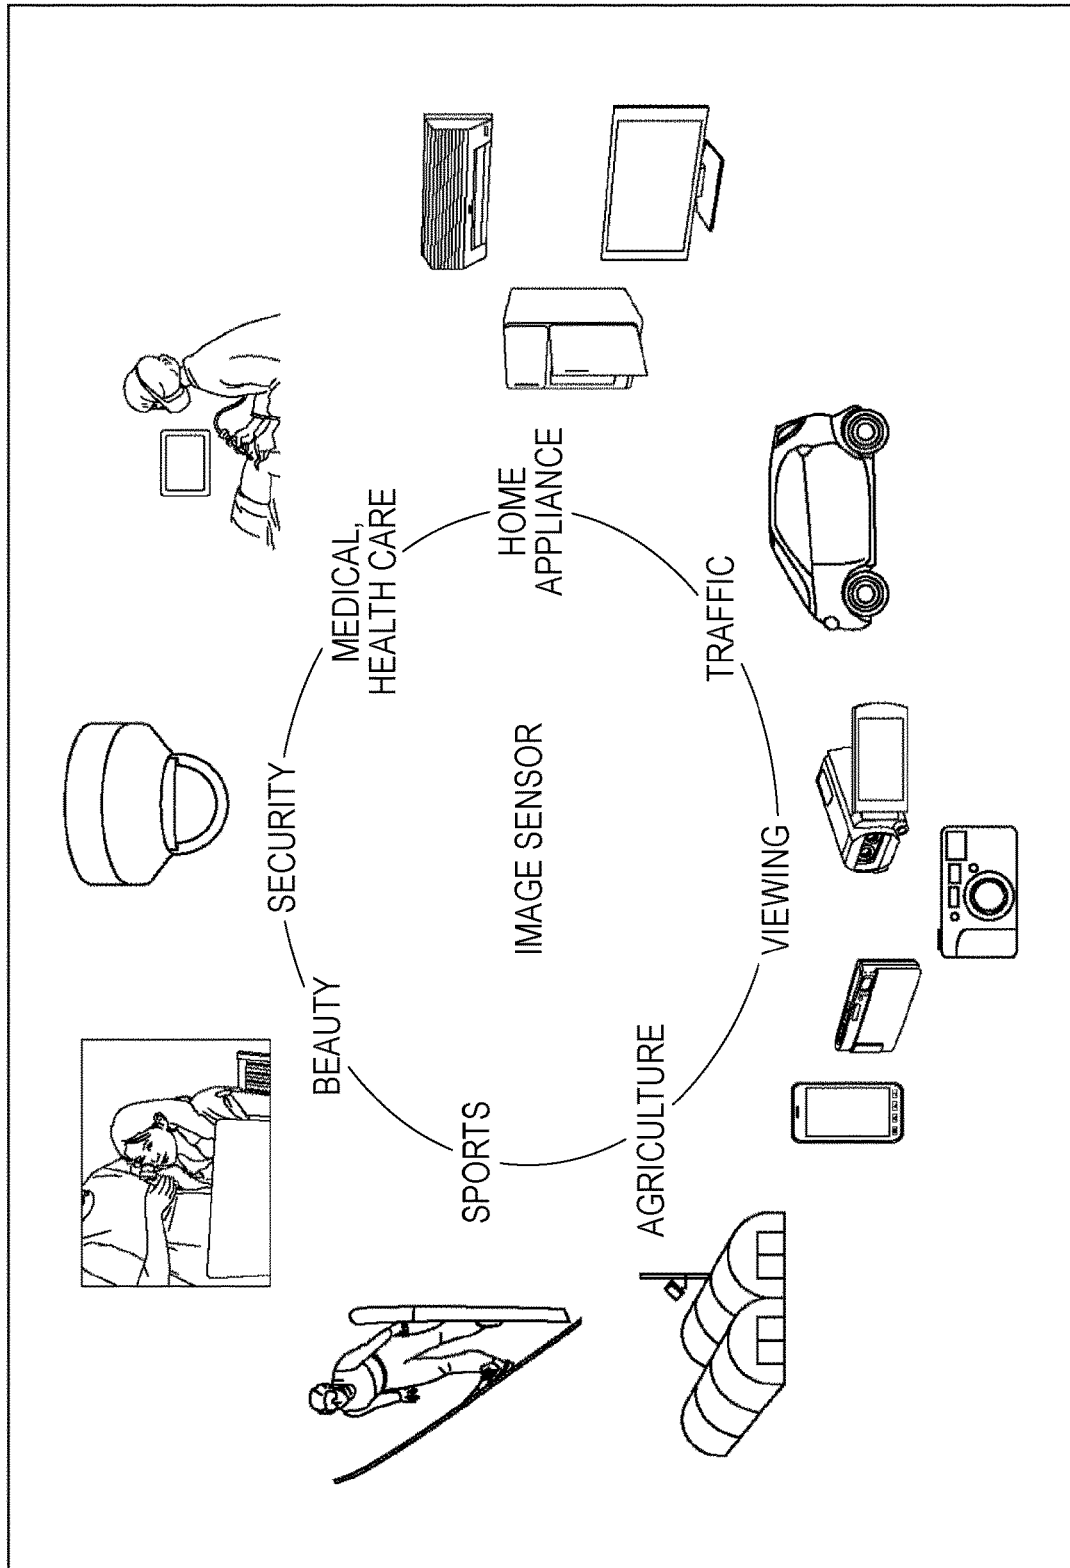 SECURITY
BEAUTY
MEDICAL,
HEALTH CARE
SPORTS
IMAGE SENSOR
HOME
APPLIANCE
AGRICULTURE
TRAFFIC
VIEWING